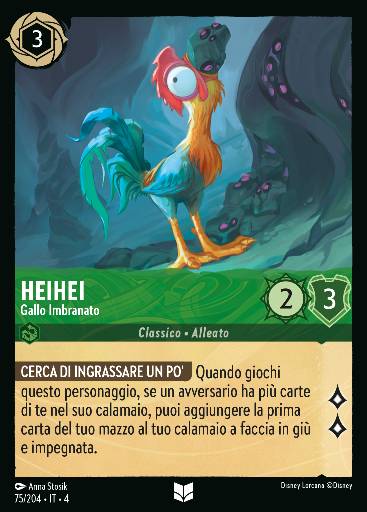 3
HEIHEI
Gallo Imbranato
2
3
Classico • Alleato
CERCA DI INGRASSARE UN PO' Quando giochi
questo personaggio, se un avversario ha più carte
di te nel suo calamaio, puoi aggiungere la prima
carta del tuo mazzo al tuo calamaio a faccia in giù
e impegnata.
Anna Stosik
Disney Lorcana ©Disney
75/204 • IT • 4